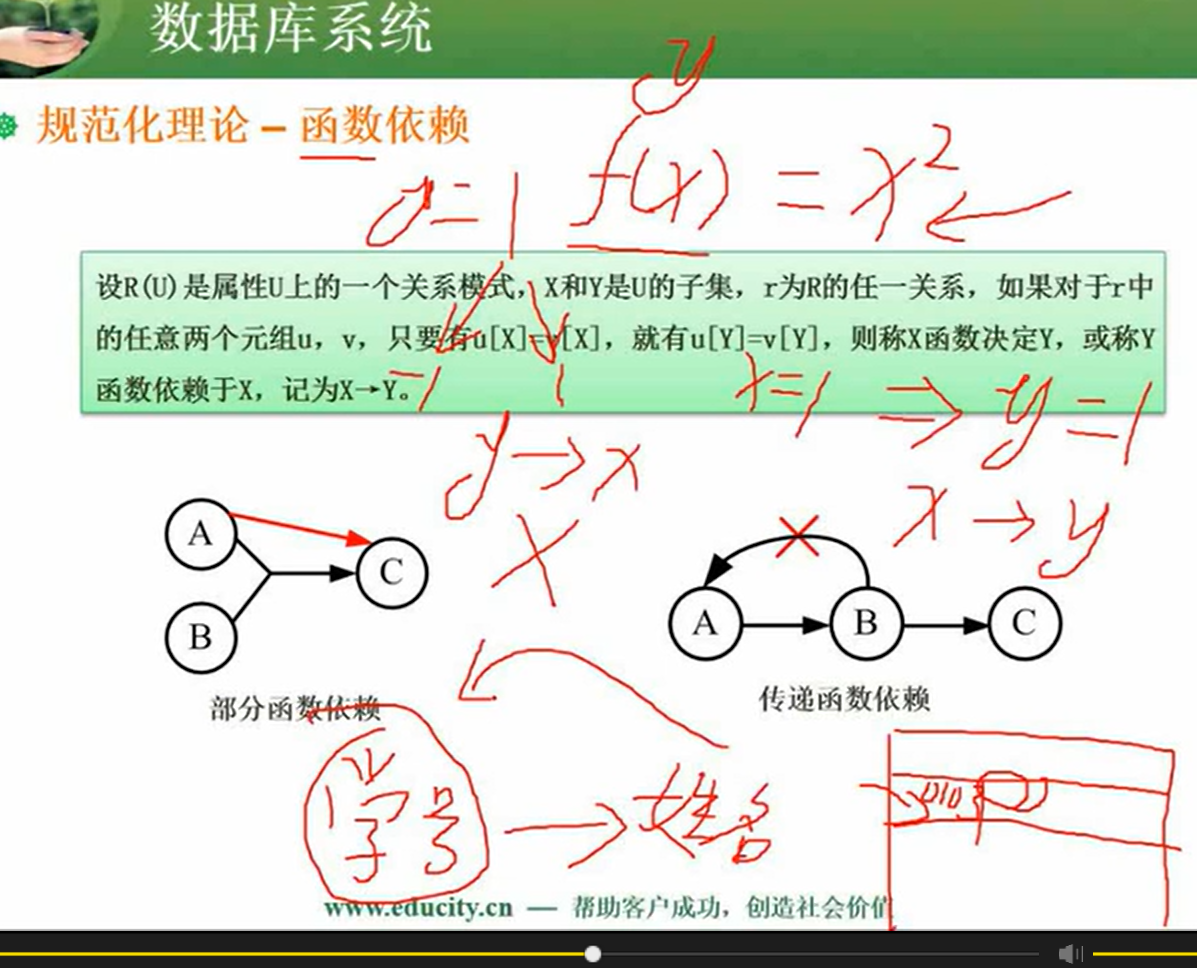 数据库系统
规范化理论 – 函数依赖
y
y=1 f(x) = x²
设R(U)是属性U上的一个关系模式，X和Y是U的子集，r为R的任一关系，如果对于r中
的任意两个元组u，v，只要有u[X]=v[X]，就有u[Y]=v[Y]，则称X函数决定Y，或称Y
函数依赖于X，记为X→Y。
-1 1 x=1 ⇒ y=1
y→x
x→y
A
C
B
A B C
部分函数依赖
传递函数依赖
学号 → 姓名
www.educity.cn — 帮助客户成功，创造社会价值